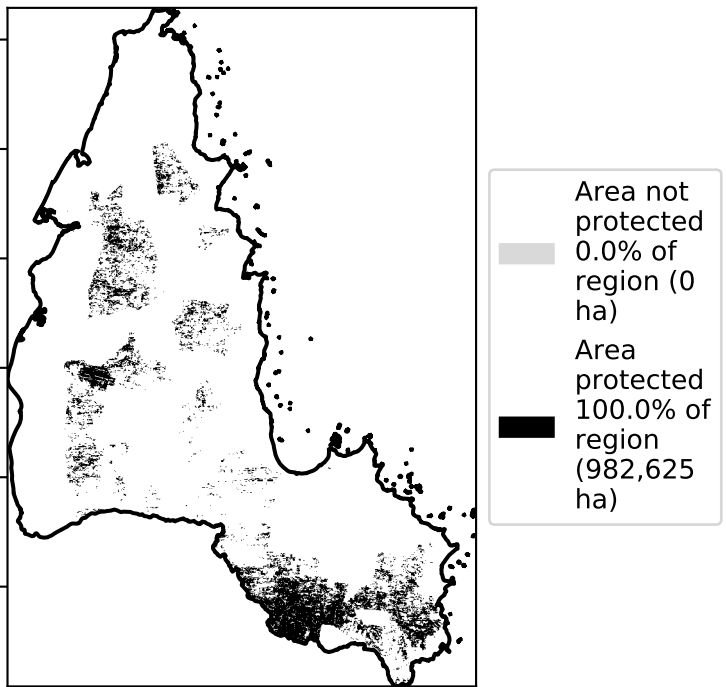 Area not
protected
0.0% of
region (0
ha)
Area
protected
100.0% of
region
(982,625
ha)